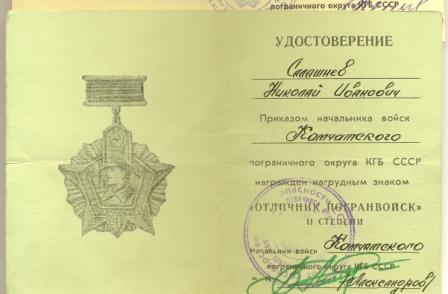 пограничного округа КГБ СССР
УДОСТОВЕРЕНИЕ
Николай Иванович
Приказом начальника войск
Камчатского
пограничного округа КГБ СССР
награжден нагрудным знаком
"ОТЛИЧНИК ПОГРАНВОЙСК"
II СТЕПЕНИ
Начальник войск Камчатского
пограничного округа КГБ СССР
Александров